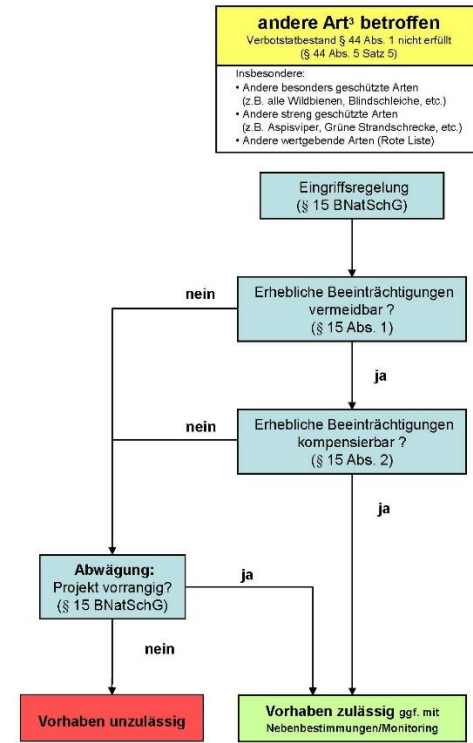 andere Art³ betroffen
Verbotstatbestand § 44 Abs. 1 nicht erfüllt
(§ 44 Abs. 5 Satz 5)
Insbesondere:
• Andere besonders geschützte Arten
(z.B. alle Wildbienen, Blindschleiche, etc.)
• Andere streng geschützte Arten
(z.B. Aspisviper, Grüne Strandschrecke, etc.)
• Andere wertgebende Arten (Rote Liste)
Eingriffsregelung
(§ 15 BNatSchG)
nein
Erhebliche Beeinträchtigungen
vermeidbar ?
(§ 15 Abs. 1)
ja
nein
Erhebliche Beeinträchtigungen
kompensierbar ?
(§ 15 Abs. 2)
ja
Abwägung:
Projekt vorrangig?
(§ 15 BNatSchG)
ja
nein
Vorhaben unzulässig
Vorhaben zulässig ggf. mit
Nebenbestimmungen/Monitoring